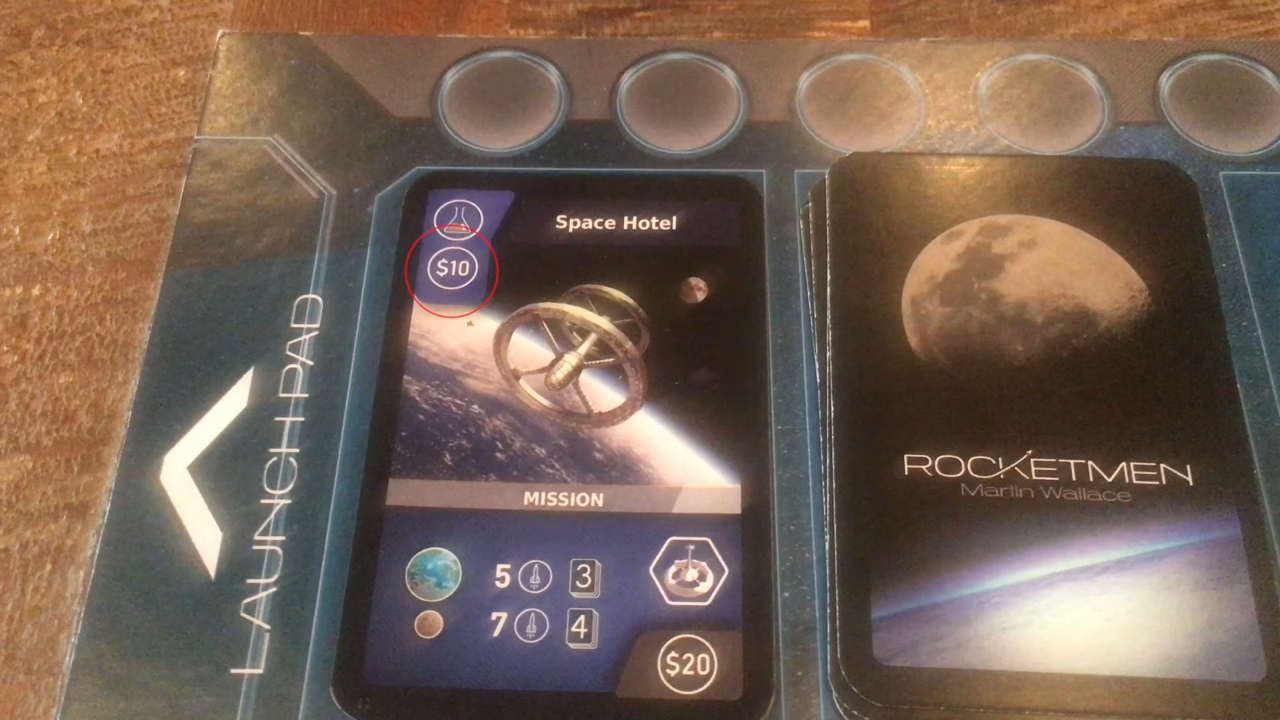 LAUNCH PAD
Space Hotel
$10
MISSION
5 3
7 4
$20
ROCKETMEN
Martin Wallace